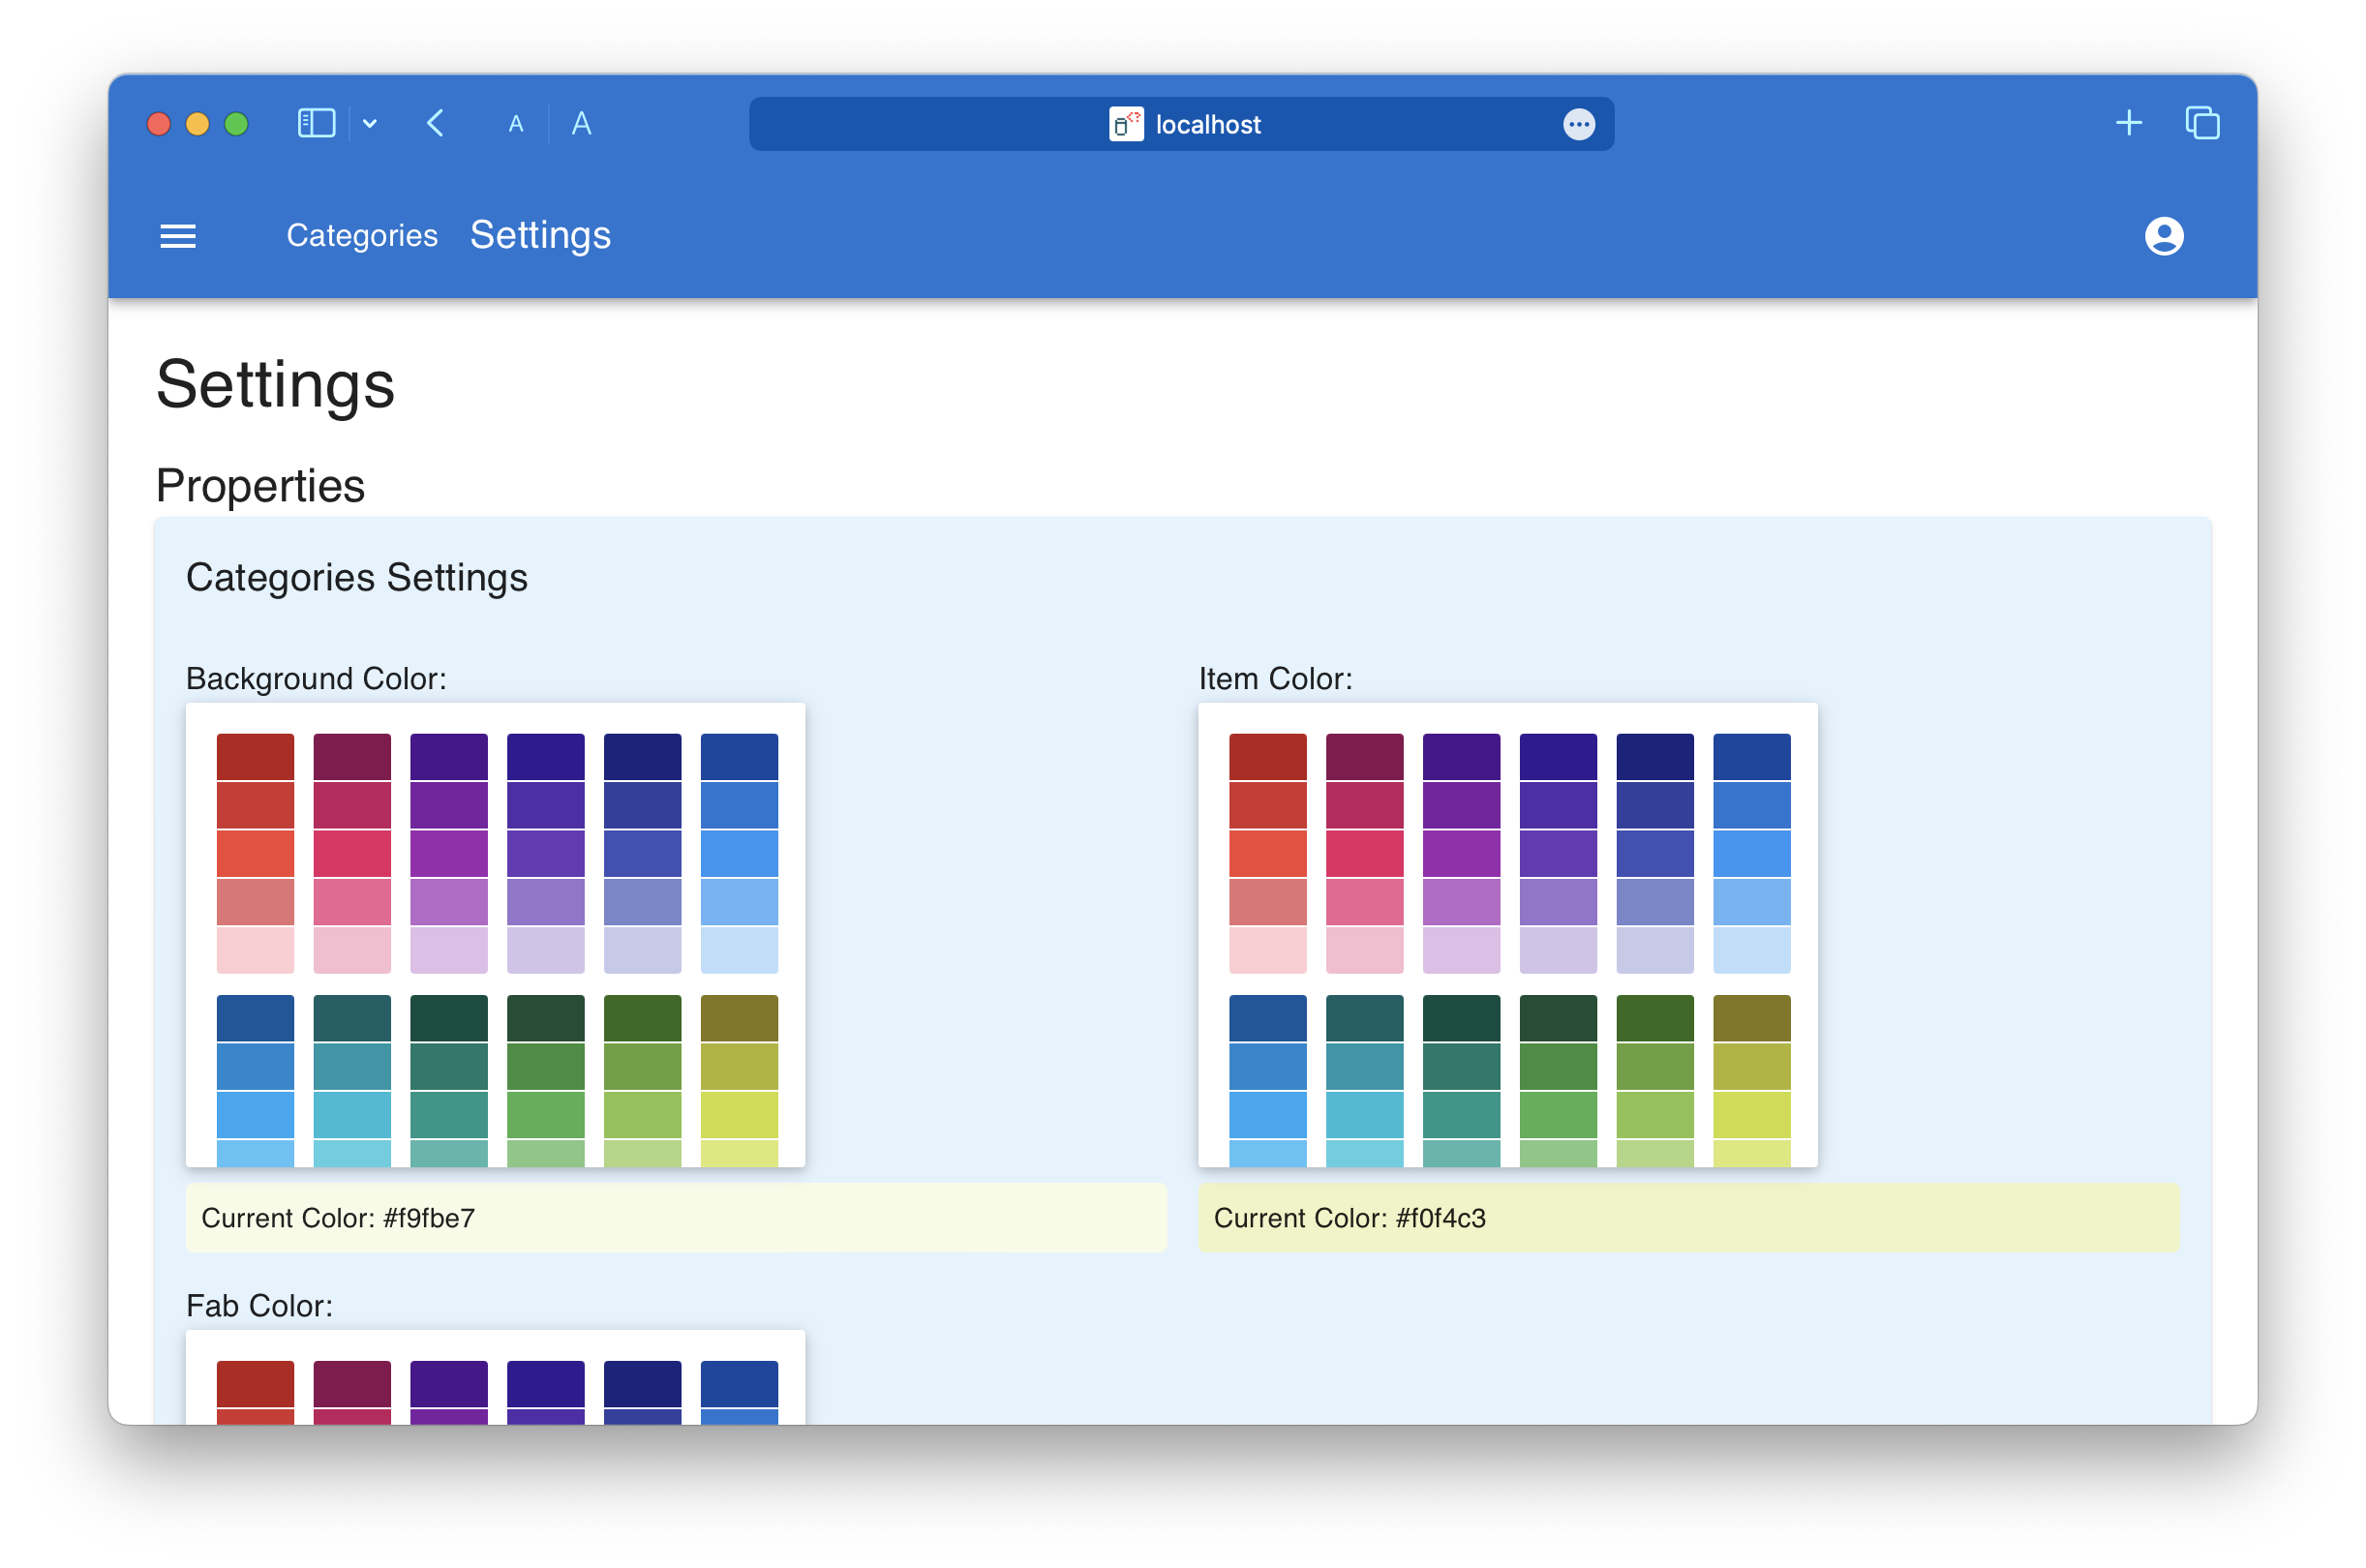 A A localhost
Categories Settings
Settings
Properties
Categories Settings
Background Color: Item Color:
Current Color: #f9fbe7 Current Color: #f0f4c3
Fab Color: